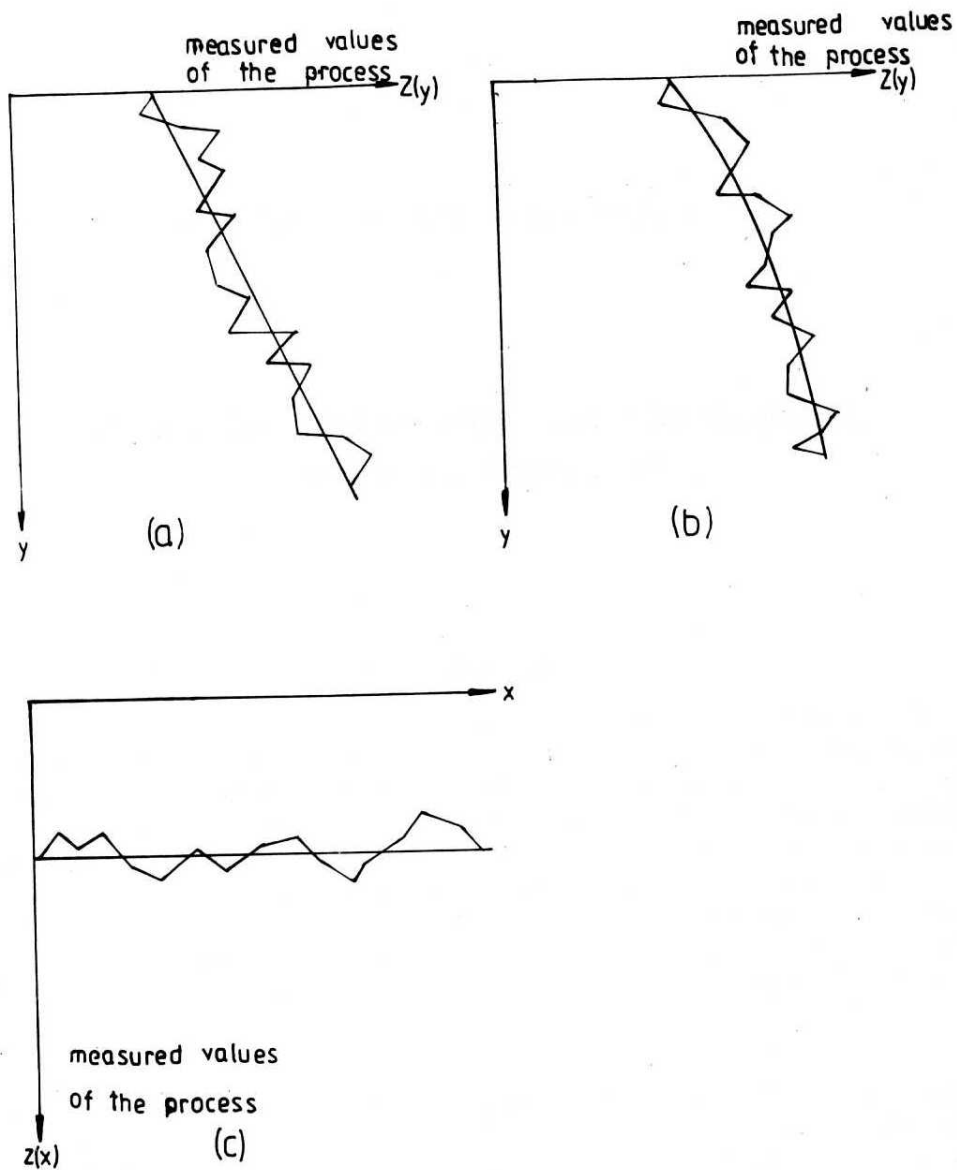 measured values
of the process
Z(y)
y
(a)
measured values
of the process
Z(y)
y
(b)
x
measured values
of the process
z(x)
(c)